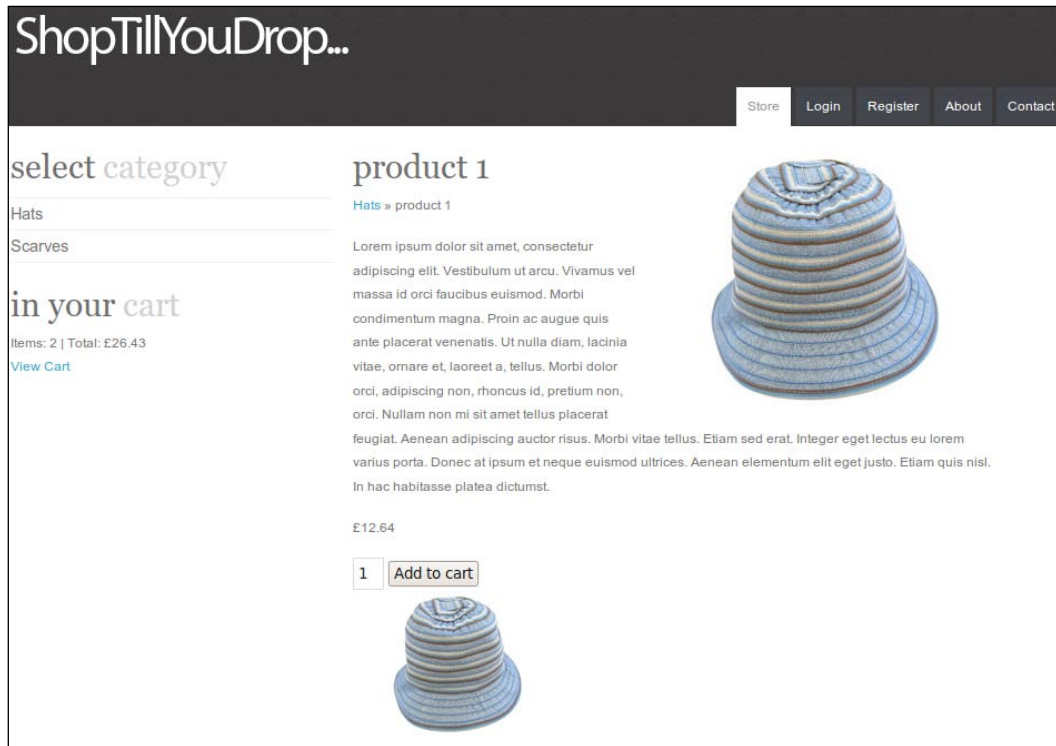 ShopTillYouDrop...
Store
Login
Register
About
Contact
select category
Hats
Scarves
in your cart
Items: 2 | Total: £26.43
View Cart
product 1
Hats » product 1
Lorem ipsum dolor sit amet, consectetur
adipiscing elit. Vestibulum ut arcu. Vivamus vel
massa id orci faucibus euismod. Morbi
condimentum magna. Proin ac augue quis
ante placerat venenatis. Ut nulla diam, lacinia
vitae, ornare et, laoreet a, tellus. Morbi dolor
orci, adipiscing non, rhoncus id, pretium non,
orci. Nullam non mi sit amet tellus placerat
feugiat. Aenean adipiscing auctor risus. Morbi vitae tellus. Etiam sed erat. Integer eget lectus eu lorem
varius porta. Donec at ipsum et neque euismod ultrices. Aenean elementum elit eget justo. Etiam quis nisl.
In hac habitasse platea dictumst.
£12.64
1 Add to cart